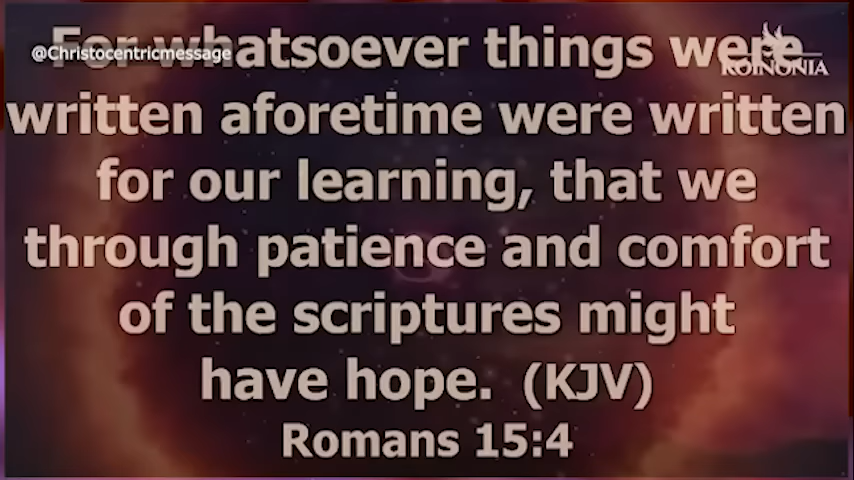 @Christocentricmessage
KOINONIA
For whatsoever things were
written aforetime were written
for our learning, that we
through patience and comfort
of the scriptures might
have hope. (KJV)
Romans 15:4